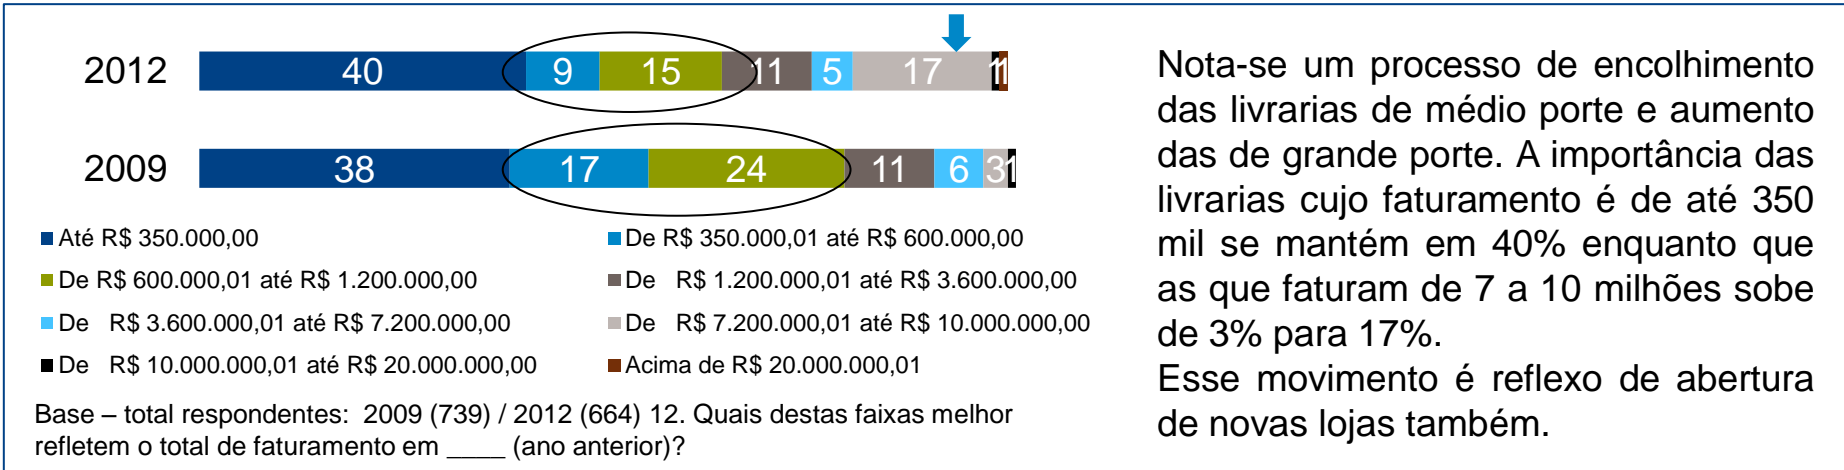 2012 40 9 15 11 5 17 1 1
2009 38 17 24 11 6 3 1
Até R$ 350.000,00 De R$ 350.000,01 até R$ 600.000,00
De R$ 600.000,01 até R$ 1.200.000,00 De R$ 1.200.000,01 até R$ 3.600.000,00
De R$ 3.600.000,01 até R$ 7.200.000,00 De R$ 7.200.000,01 até R$ 10.000.000,00
De R$ 10.000.000,01 até R$ 20.000.000,00 Acima de R$ 20.000.000,01
Base – total respondentes: 2009 (739) / 2012 (664) 12. Quais destas faixas melhor
refletem o total de faturamento em ____ (ano anterior)?
Nota-se um processo de encolhimento
das livrarias de médio porte e aumento
das de grande porte. A importância das
livrarias cujo faturamento é de até 350
mil se mantém em 40% enquanto que
as que faturam de 7 a 10 milhões sobe
de 3% para 17%.
Esse movimento é reflexo de abertura
de novas lojas também.